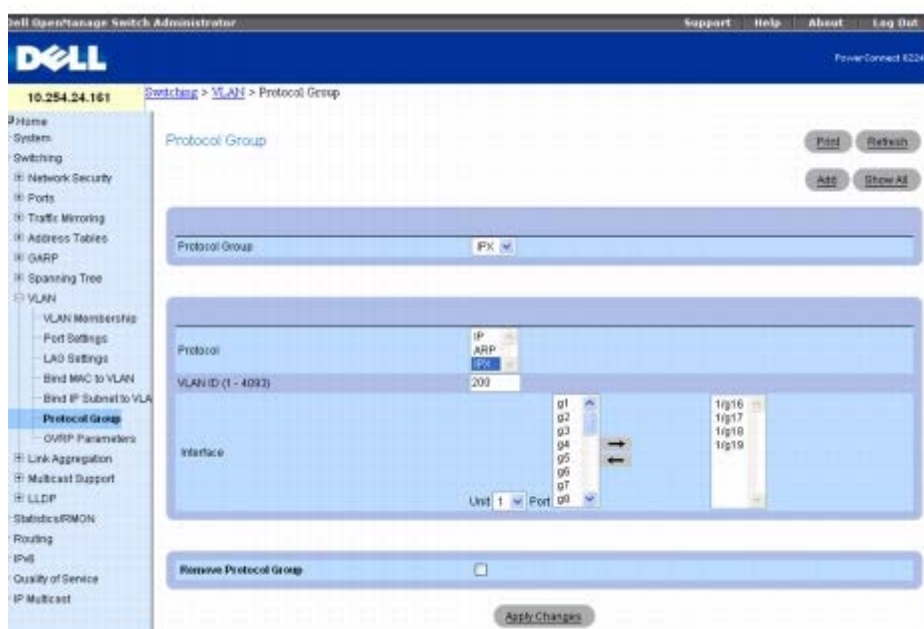 Dell OpenManage Switch Administrator
Support Help About Log Out
DELL
PowerConnect 6224
10.254.24.161
Switching > VLAN > Protocol Group
Home
System
Switching
Network Security
Ports
Traffic Mirroring
Address Tables
GARP
Spanning Tree
VLAN
VLAN Membership
Port Settings
LAG Settings
Bind MAC to VLAN
Bind IP Subnet to VLA
Protocol Group
GVRP Parameters
Link Aggregation
Multicast Support
LLDP
Statistics/RMON
Routing
IPv6
Quality of Service
IP Multicast
Protocol Group
Print Refresh
Add Show All
Protocol Group IPX
Protocol
IP
ARP
IPX
VLAN ID (1 - 4093) 200
Interface
Unit 1 Port
g1
g2
g3
g4
g5
g6
g7
g8
1/g16
1/g17
1/g18
1/g19
Remove Protocol Group
Apply Changes